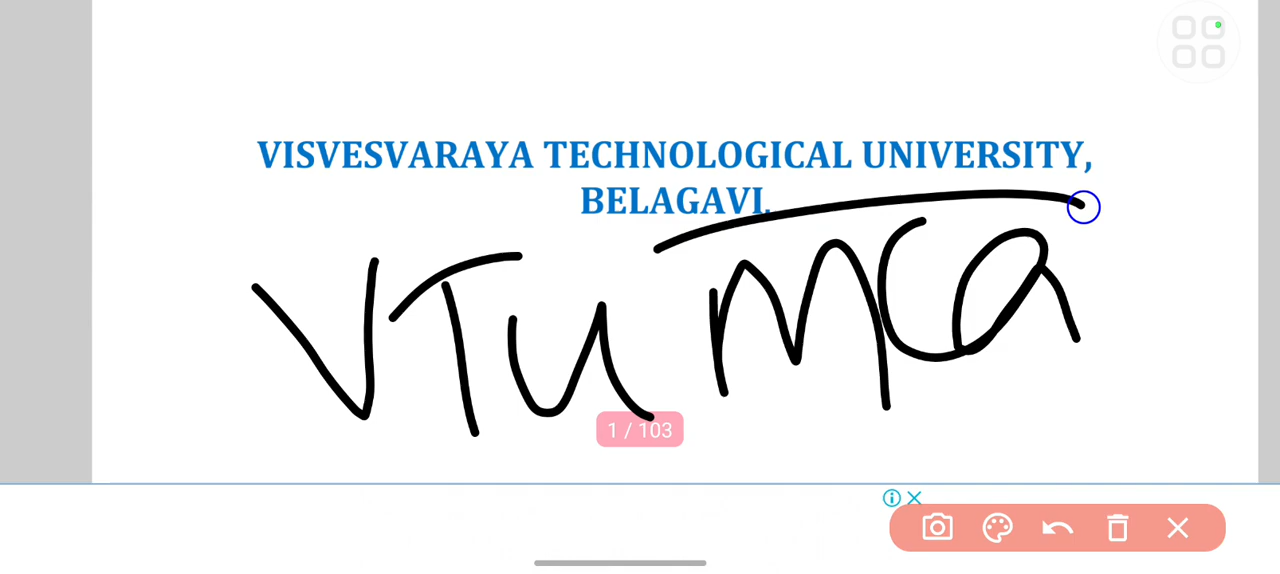 VISVESVARAYA TECHNOLOGICAL UNIVERSITY,
BELAGAVI.
VTU MCA
1 / 103